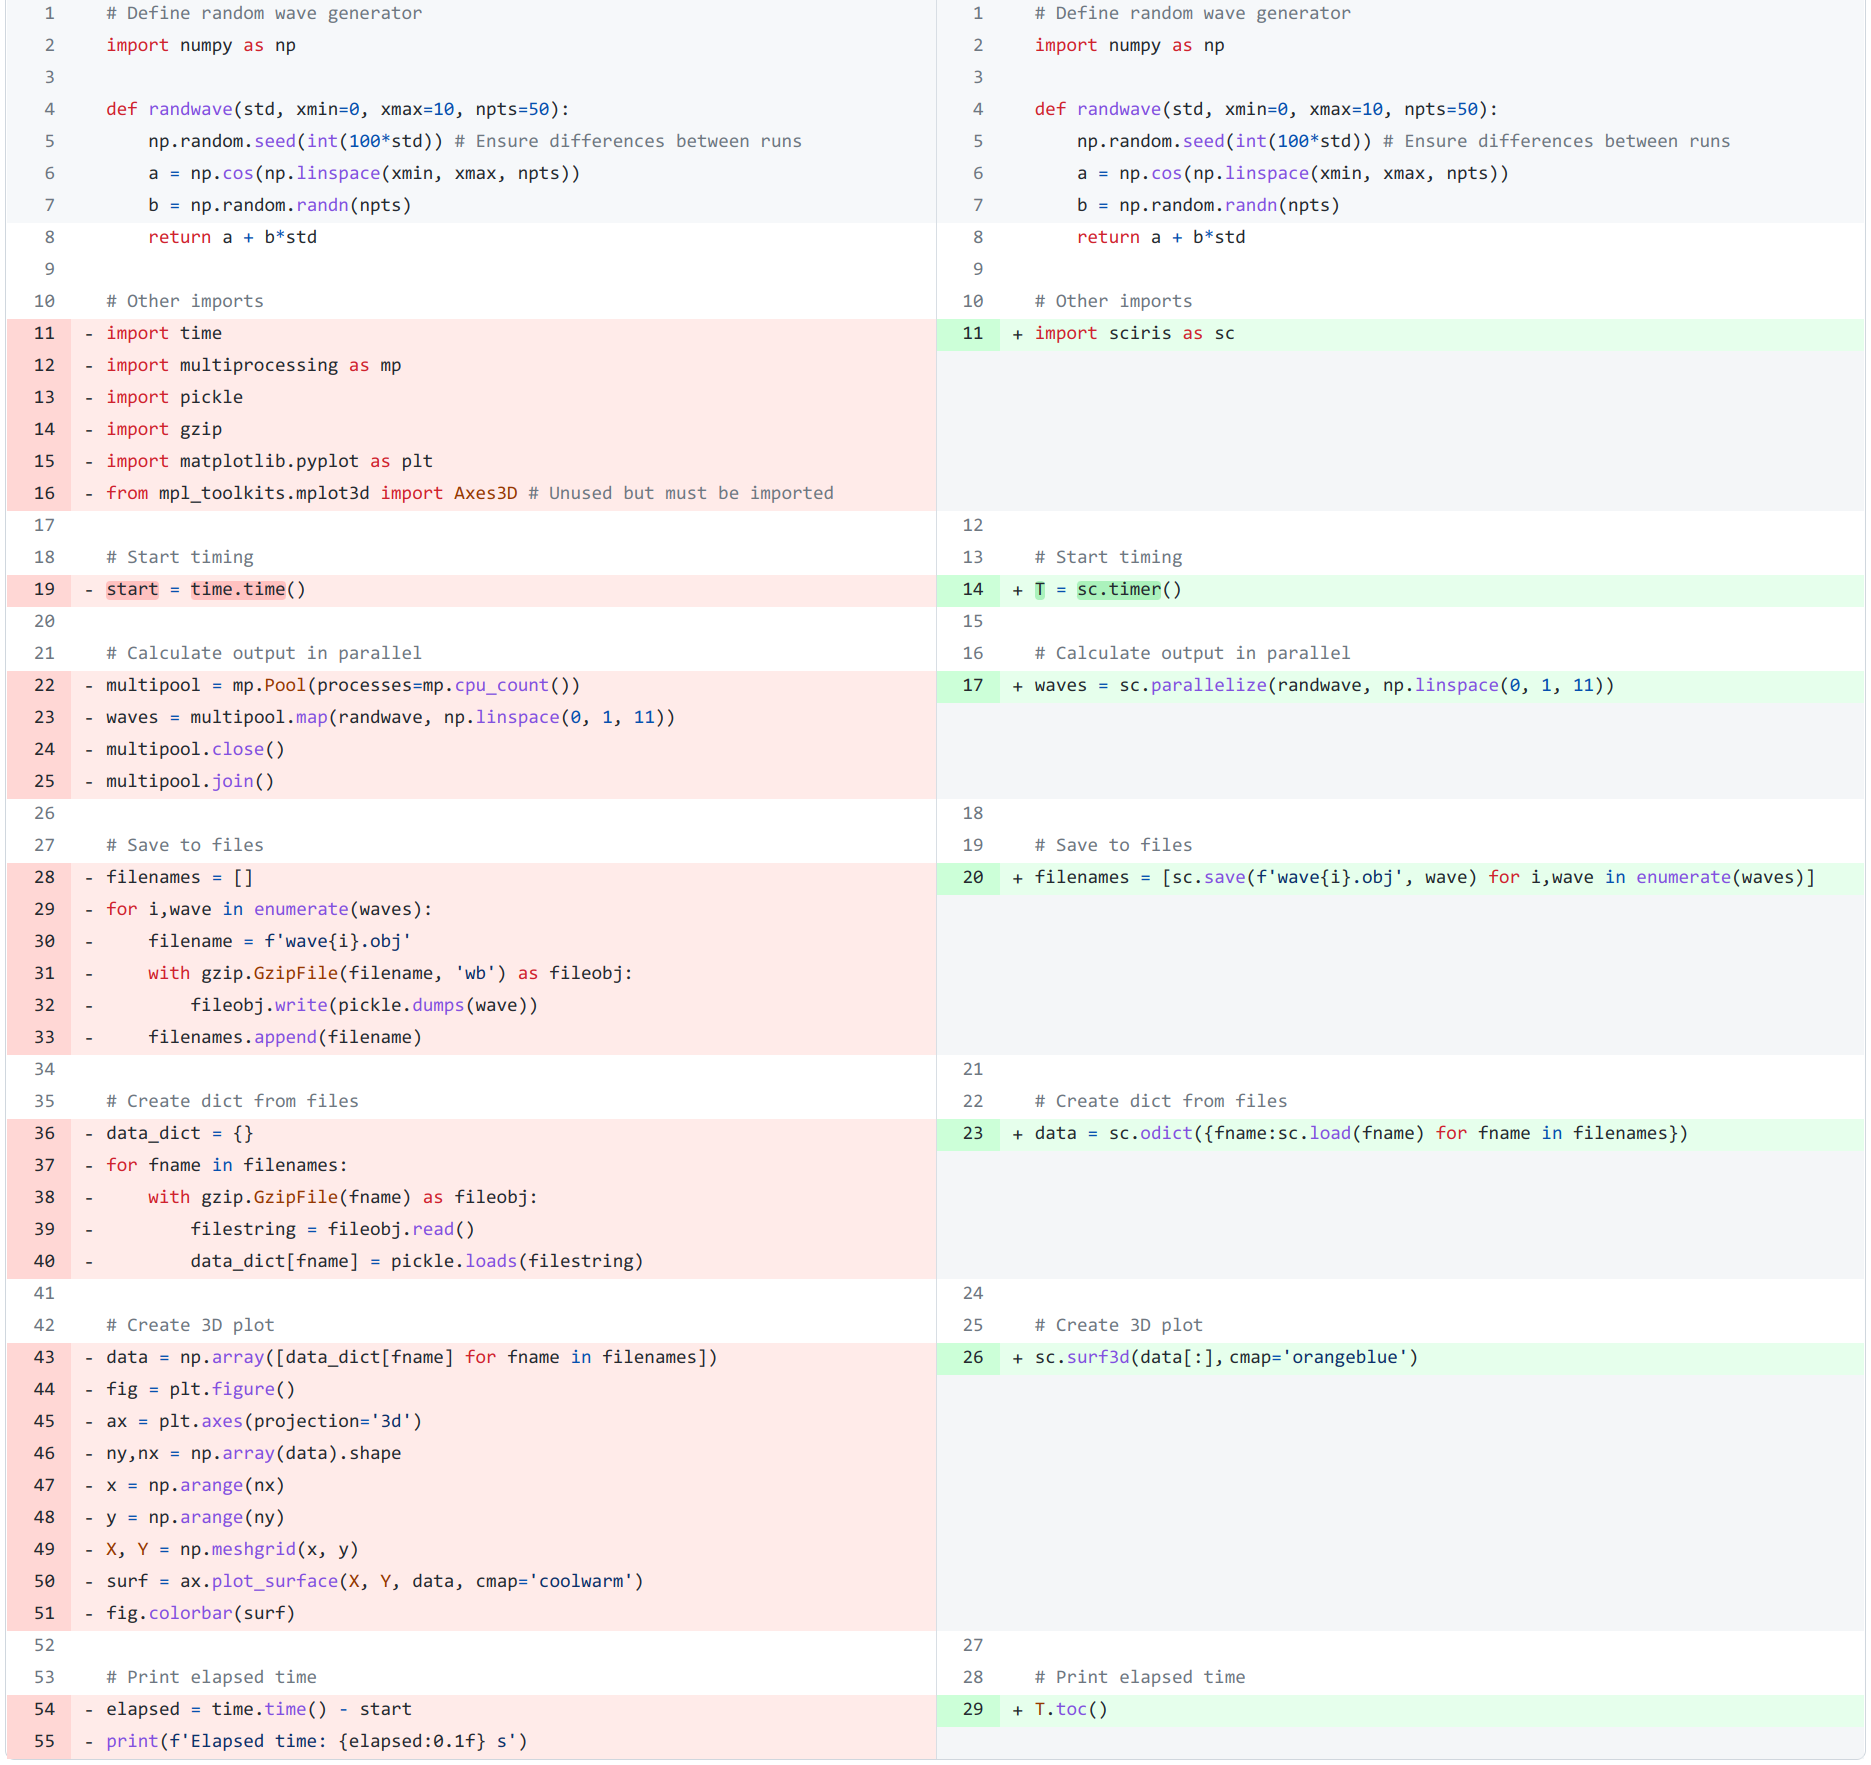 1 # Define random wave generator
2 import numpy as np
3
4 def randwave(std, xmin=0, xmax=10, npts=50):
5     np.random.seed(int(100*std)) # Ensure differences between runs
6     a = np.cos(np.linspace(xmin, xmax, npts))
7     b = np.random.randn(npts)
8     return a + b*std
9
10 # Other imports
11 - import time
12 - import multiprocessing as mp
13 - import pickle
14 - import gzip
15 - import matplotlib.pyplot as plt
16 - from mpl_toolkits.mplot3d import Axes3D # Unused but must be imported
17
18 # Start timing
19 - start = time.time()
20
21 # Calculate output in parallel
22 - multipool = mp.Pool(processes=mp.cpu_count())
23 - waves = multipool.map(randwave, np.linspace(0, 1, 11))
24 - multipool.close()
25 - multipool.join()
26
27 # Save to files
28 - filenames = []
29 - for i,wave in enumerate(waves):
30 -     filename = f'wave{i}.obj'
31 -     with gzip.GzipFile(filename, 'wb') as fileobj:
32 -         fileobj.write(pickle.dumps(wave))
33 -     filenames.append(filename)
34
35 # Create dict from files
36 - data_dict = {}
37 - for fname in filenames:
38 -     with gzip.GzipFile(fname) as fileobj:
39 -         filestring = fileobj.read()
40 -         data_dict[fname] = pickle.loads(filestring)
41
42 # Create 3D plot
43 - data = np.array([data_dict[fname] for fname in filenames])
44 - fig = plt.figure()
45 - ax = plt.axes(projection='3d')
46 - ny,nx = np.array(data).shape
47 - x = np.arange(nx)
48 - y = np.arange(ny)
49 - X, Y = np.meshgrid(x, y)
50 - surf = ax.plot_surface(X, Y, data, cmap='coolwarm')
51 - fig.colorbar(surf)
52
53 # Print elapsed time
54 - elapsed = time.time() - start
55 - print(f'Elapsed time: {elapsed:0.1f} s')
1 # Define random wave generator
2 import numpy as np
3
4 def randwave(std, xmin=0, xmax=10, npts=50):
5     np.random.seed(int(100*std)) # Ensure differences between runs
6     a = np.cos(np.linspace(xmin, xmax, npts))
7     b = np.random.randn(npts)
8     return a + b*std
9
10 # Other imports
11 + import sciris as sc
12
13 # Start timing
14 + T = sc.timer()
15
16 # Calculate output in parallel
17 + waves = sc.parallelize(randwave, np.linspace(0, 1, 11))
18
19 # Save to files
20 + filenames = [sc.save(f'wave{i}.obj', wave) for i,wave in enumerate(waves)]
21
22 # Create dict from files
23 + data = sc.odict({fname:sc.load(fname) for fname in filenames})
24
25 # Create 3D plot
26 + sc.surf3d(data[:],cmap='orangeblue')
27
28 # Print elapsed time
29 + T.toc()